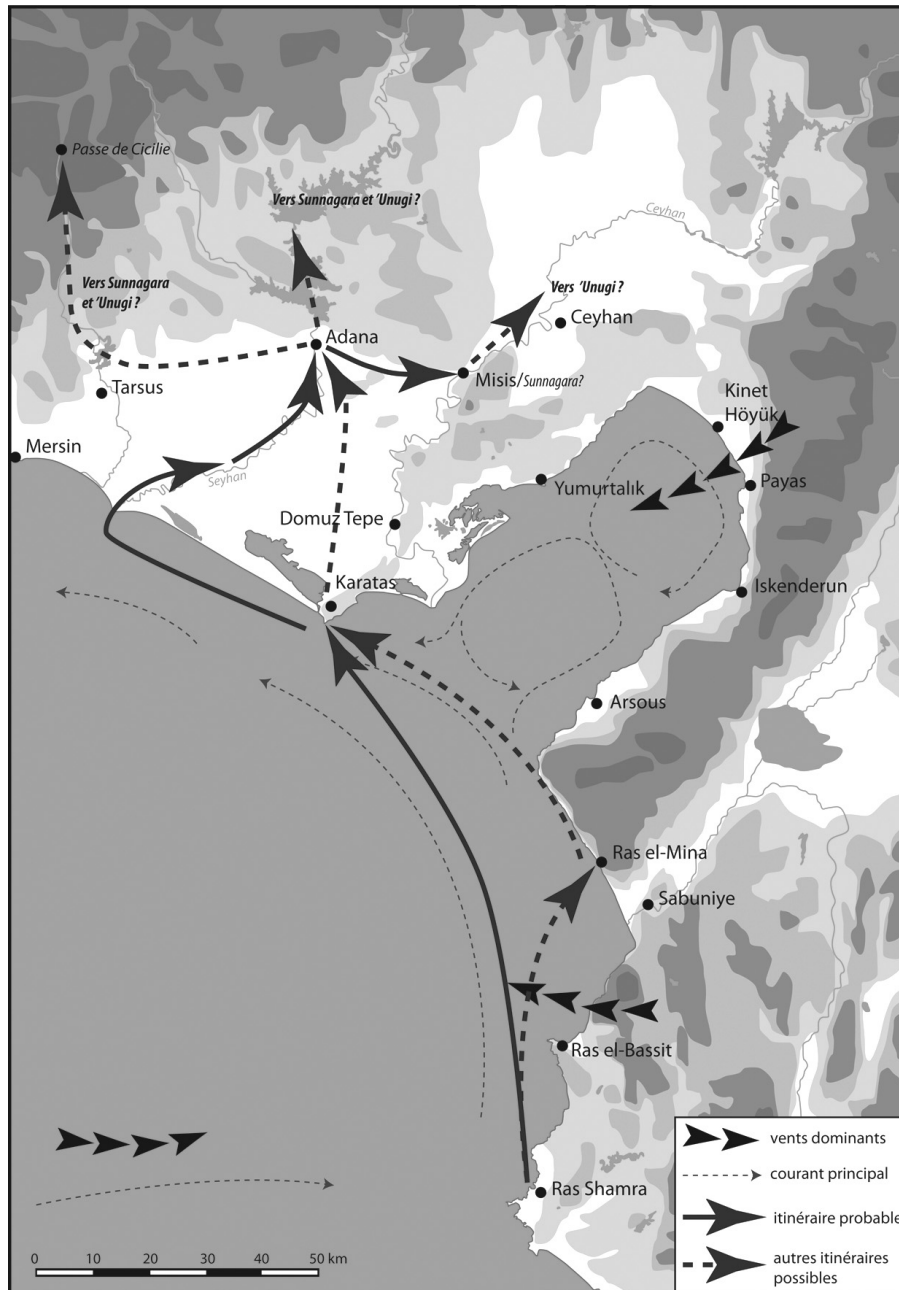 Passe de Cicilie
Vers Sunnagara et 'Unugi ?
Ceyhan
Vers Sunnagara
et 'Unugi ?
Vers 'Unugi ?
Ceyhan
Adana
Misis/Sunnagara?
Tarsus
Kinet
Höyük
Mersin
Seyhan
Yumurtalık
Payas
Domuz Tepe
Karatas
Iskenderun
Arsous
Ras el-Mina
Sabuniye
Ras el-Bassit
Ras Shamra
vents dominants
courant principal
itinéraire probable
autres itinéraires
possibles
0 10 20 30 40 50 km